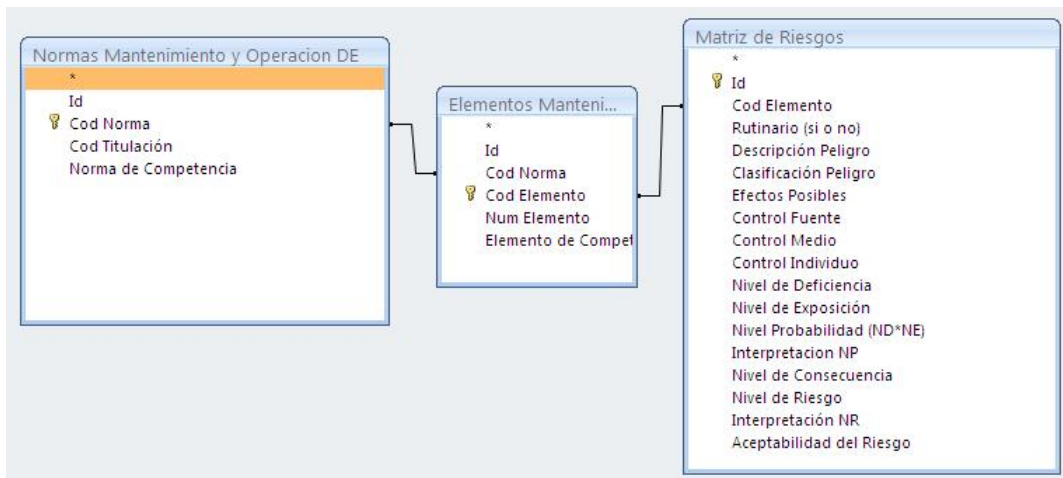 Normas Mantenimiento y Operacion DE
*
Id
Cod Norma
Cod Titulación
Norma de Competencia
Elementos Manteni...
*
Id
Cod Norma
Cod Elemento
Num Elemento
Elemento de Compet
Matriz de Riesgos
*
Id
Cod Elemento
Rutinario (si o no)
Descripción Peligro
Clasificación Peligro
Efectos Posibles
Control Fuente
Control Medio
Control Individuo
Nivel de Deficiencia
Nivel de Exposición
Nivel Probabilidad (ND*NE)
Interpretacion NP
Nivel de Consecuencia
Nivel de Riesgo
Interpretación NR
Aceptabilidad del Riesgo